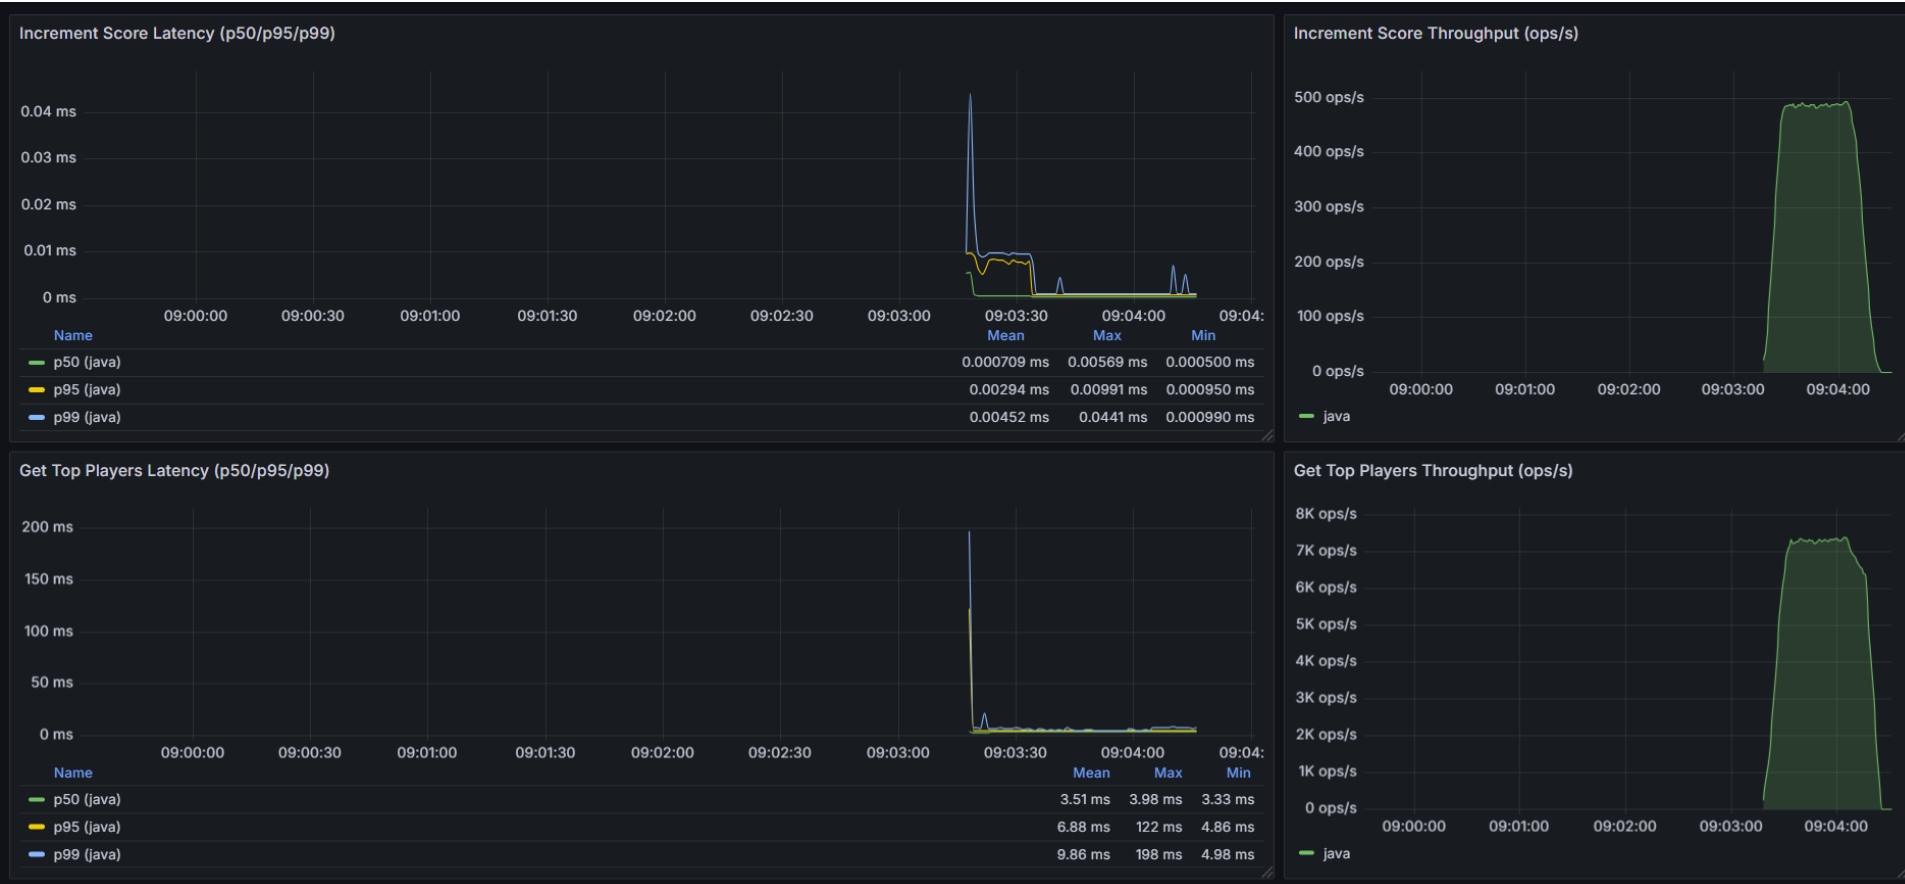 Increment Score Latency (p50/p95/p99)
0.04 ms
0.03 ms
0.02 ms
0.01 ms
0 ms
09:00:00 09:00:30 09:01:00 09:01:30 09:02:00 09:02:30 09:03:00 09:03:30 09:04:00 09:04:
Name Mean Max Min
p50 (java) 0.000709 ms 0.00569 ms 0.000500 ms
p95 (java) 0.00294 ms 0.00991 ms 0.000950 ms
p99 (java) 0.00452 ms 0.0441 ms 0.000990 ms
Increment Score Throughput (ops/s)
500 ops/s
400 ops/s
300 ops/s
200 ops/s
100 ops/s
0 ops/s
09:00:00 09:01:00 09:02:00 09:03:00 09:04:00
java
Get Top Players Latency (p50/p95/p99)
200 ms
150 ms
100 ms
50 ms
0 ms
09:00:00 09:00:30 09:01:00 09:01:30 09:02:00 09:02:30 09:03:00 09:03:30 09:04:00 09:04:
Name Mean Max Min
p50 (java) 3.51 ms 3.98 ms 3.33 ms
p95 (java) 6.88 ms 122 ms 4.86 ms
p99 (java) 9.86 ms 198 ms 4.98 ms
Get Top Players Throughput (ops/s)
8K ops/s
7K ops/s
6K ops/s
5K ops/s
4K ops/s
3K ops/s
2K ops/s
1K ops/s
0 ops/s
09:00:00 09:01:00 09:02:00 09:03:00 09:04:00
java